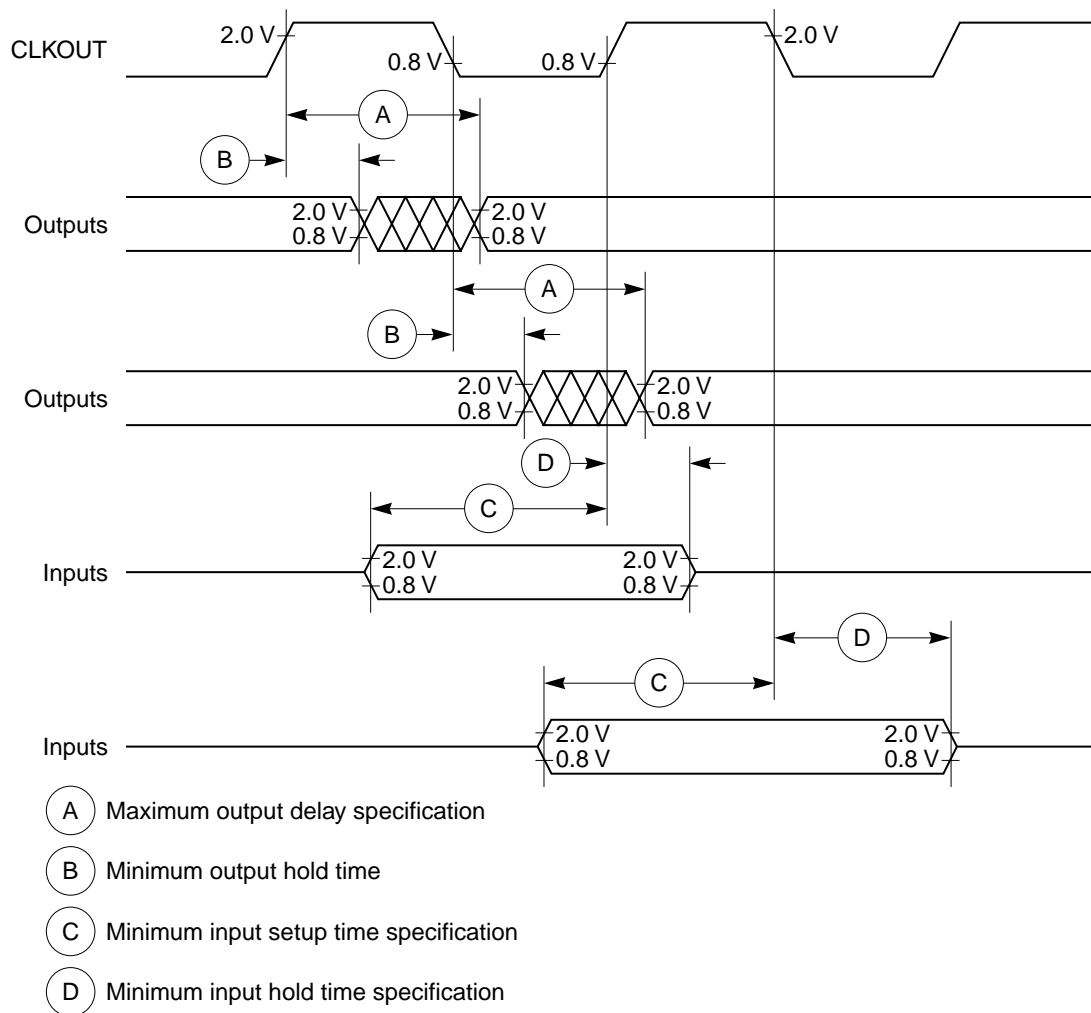 CLKOUT
2.0 V
0.8 V
0.8 V
2.0 V
A
B
Outputs
2.0 V
0.8 V
2.0 V
0.8 V
A
B
Outputs
2.0 V
0.8 V
2.0 V
0.8 V
D
C
Inputs
2.0 V
0.8 V
2.0 V
0.8 V
D
C
Inputs
2.0 V
0.8 V
2.0 V
0.8 V
A Maximum output delay specification
B Minimum output hold time
C Minimum input setup time specification
D Minimum input hold time specification